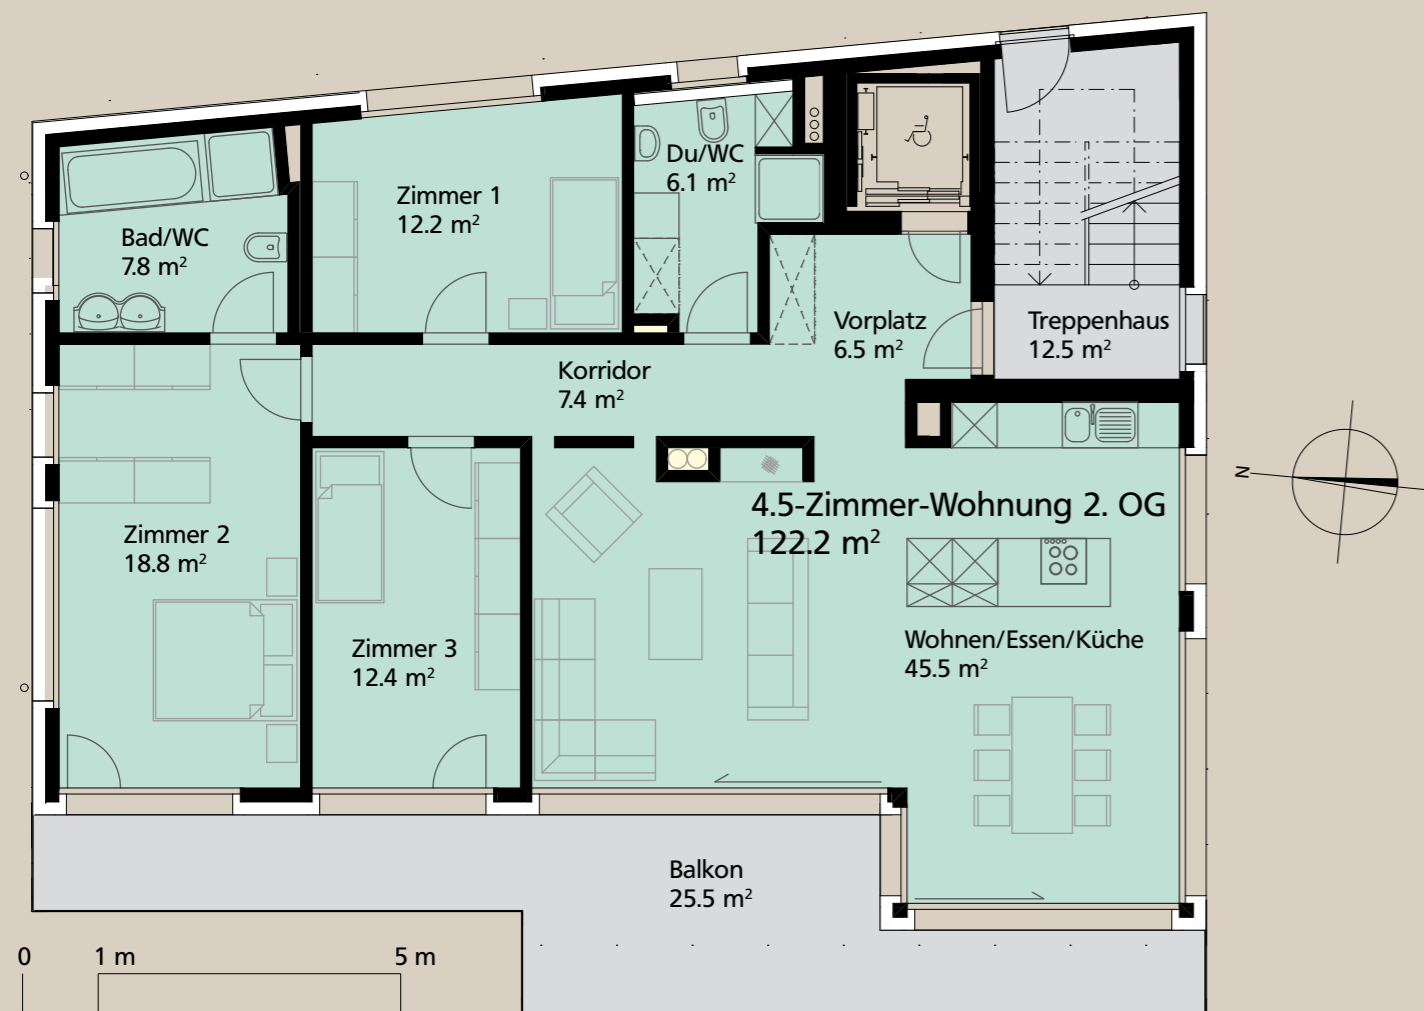 Du/WC
6.1 m²
Zimmer 1
12.2 m²
Bad/WC
7.8 m²
Vorplatz
6.5 m²
Treppenhaus
12.5 m²
Korridor
7.4 m²
N
4.5-Zimmer-Wohnung 2. OG
122.2 m²
Zimmer 2
18.8 m²
Zimmer 3
12.4 m²
Wohnen/Essen/Küche
45.5 m²
Balkon
25.5 m²
0 1 m 5 m